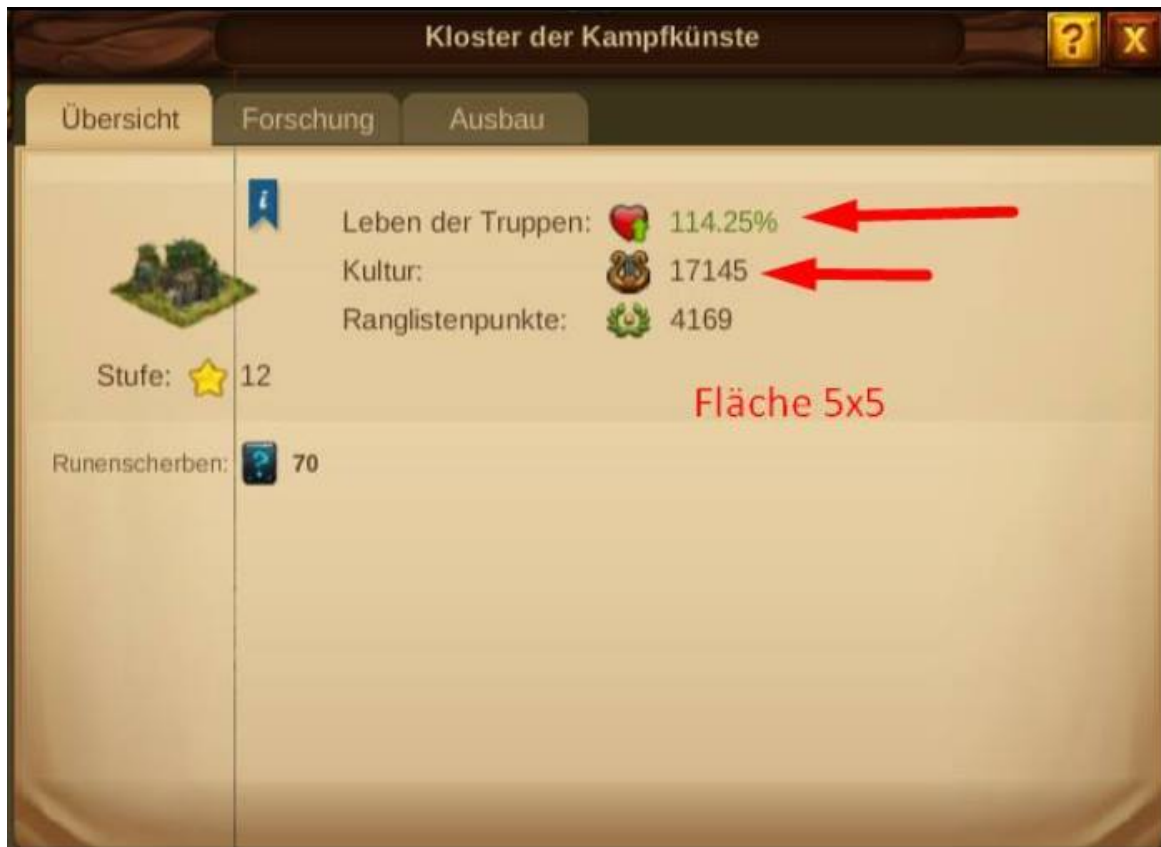 Kloster der Kampfkünste
? X
Übersicht Forschung Ausbau
i
Leben der Truppen: 114.25%
Kultur: 17145
Ranglistenpunkte: 4169
Stufe: 12
Fläche 5x5
Runenscherben: ? 70